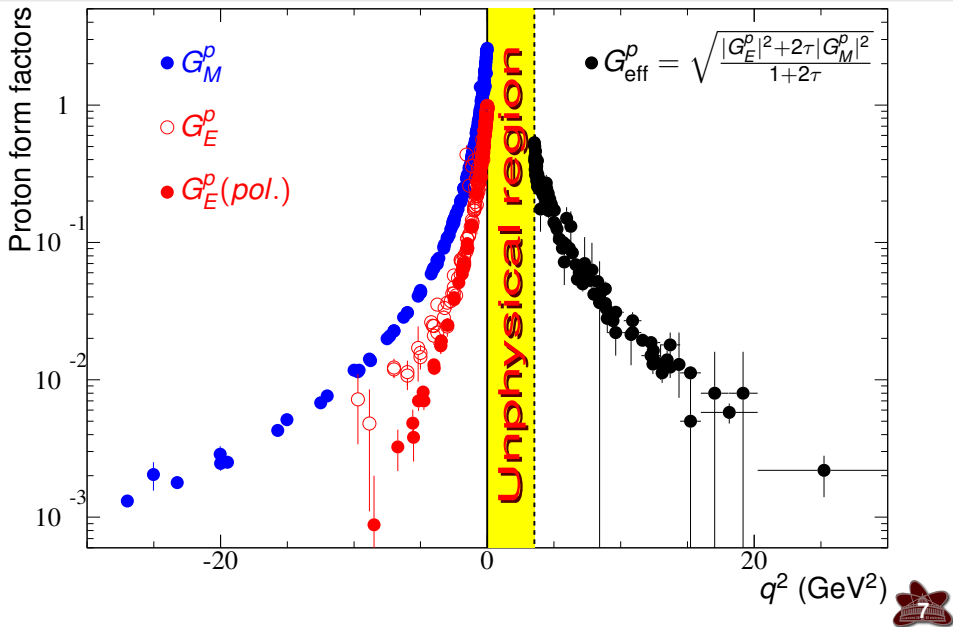 Proton form factors
G_M^p
G_E^p
G_E^p(pol.)
Unphysical region
G_eff^p = √((|G_E^p|²+2τ|G_M^p|²)/(1+2τ))
1
10^-1
10^-2
10^-3
-20 0 20
q² (GeV²)
7